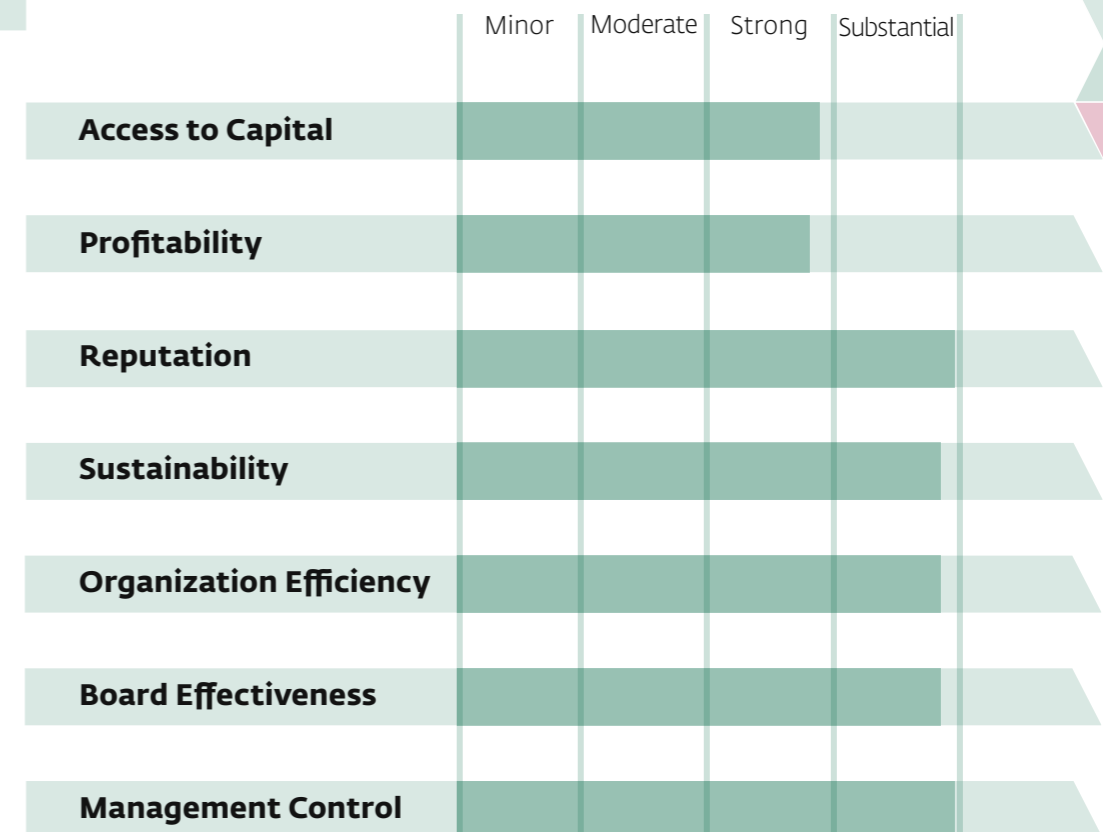 Minor Moderate Strong Substantial
Access to Capital
Profitability
Reputation
Sustainability
Organization Efficiency
Board Effectiveness
Management Control